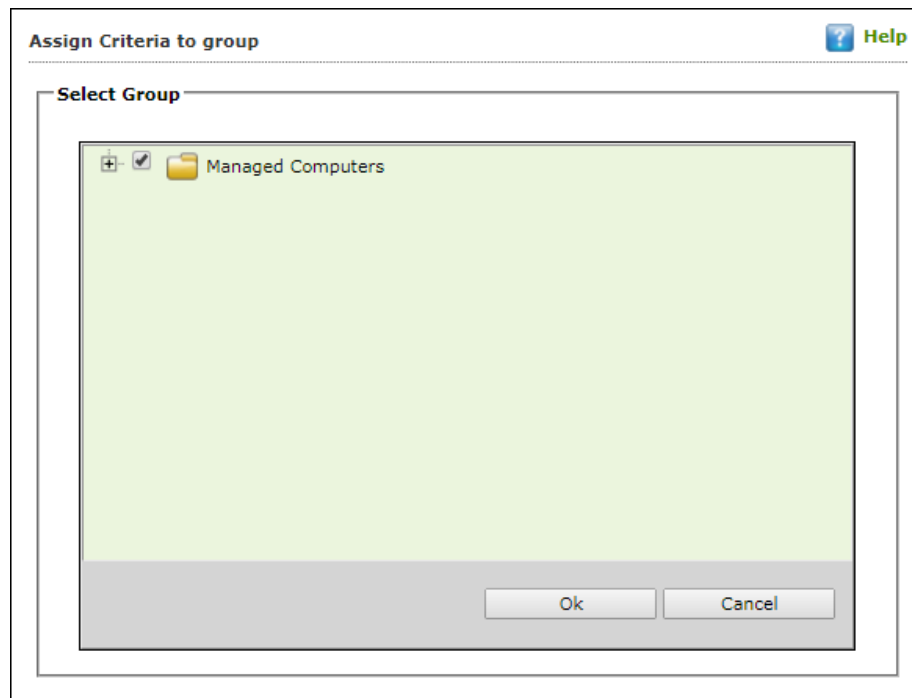 Assign Criteria to group
? Help
Select Group
Managed Computers
Ok Cancel